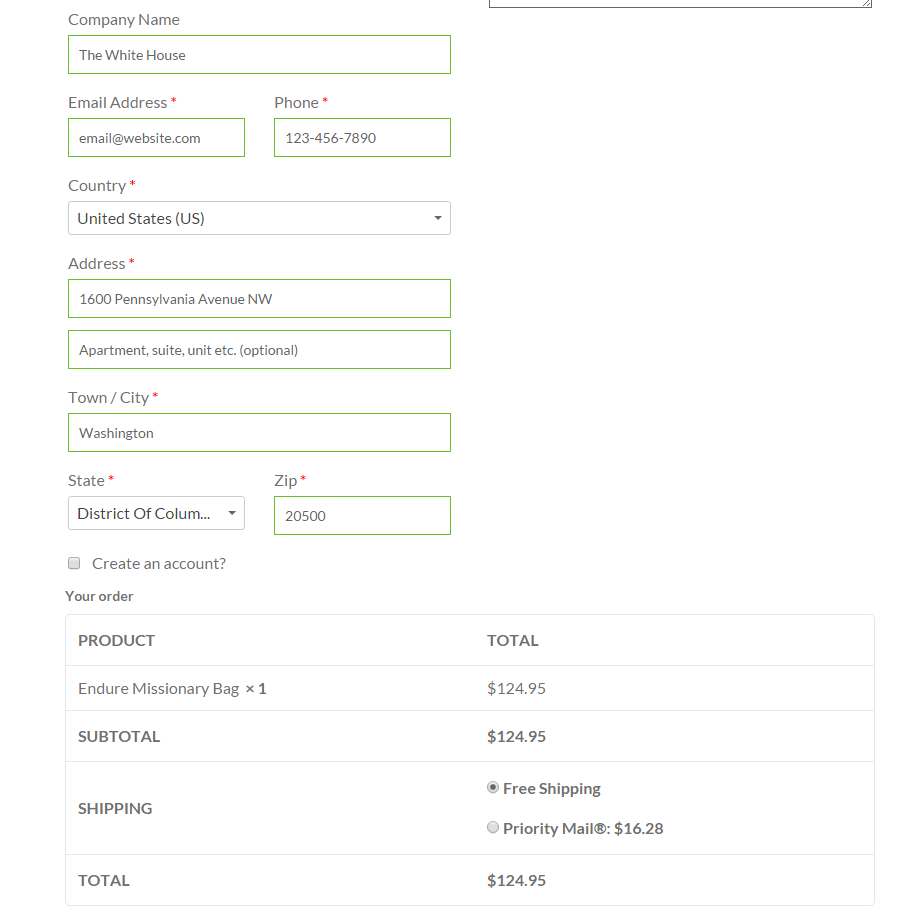 Company Name
The White House
Email Address * Phone *
email@website.com 123-456-7890
Country *
United States (US)
Address *
1600 Pennsylvania Avenue NW
Apartment, suite, unit etc. (optional)
Town / City *
Washington
State * Zip *
District Of Colum... 20500
Create an account?
Your order
PRODUCT TOTAL
Endure Missionary Bag × 1 $124.95
SUBTOTAL $124.95
SHIPPING
Free Shipping
Priority Mail®: $16.28
TOTAL $124.95